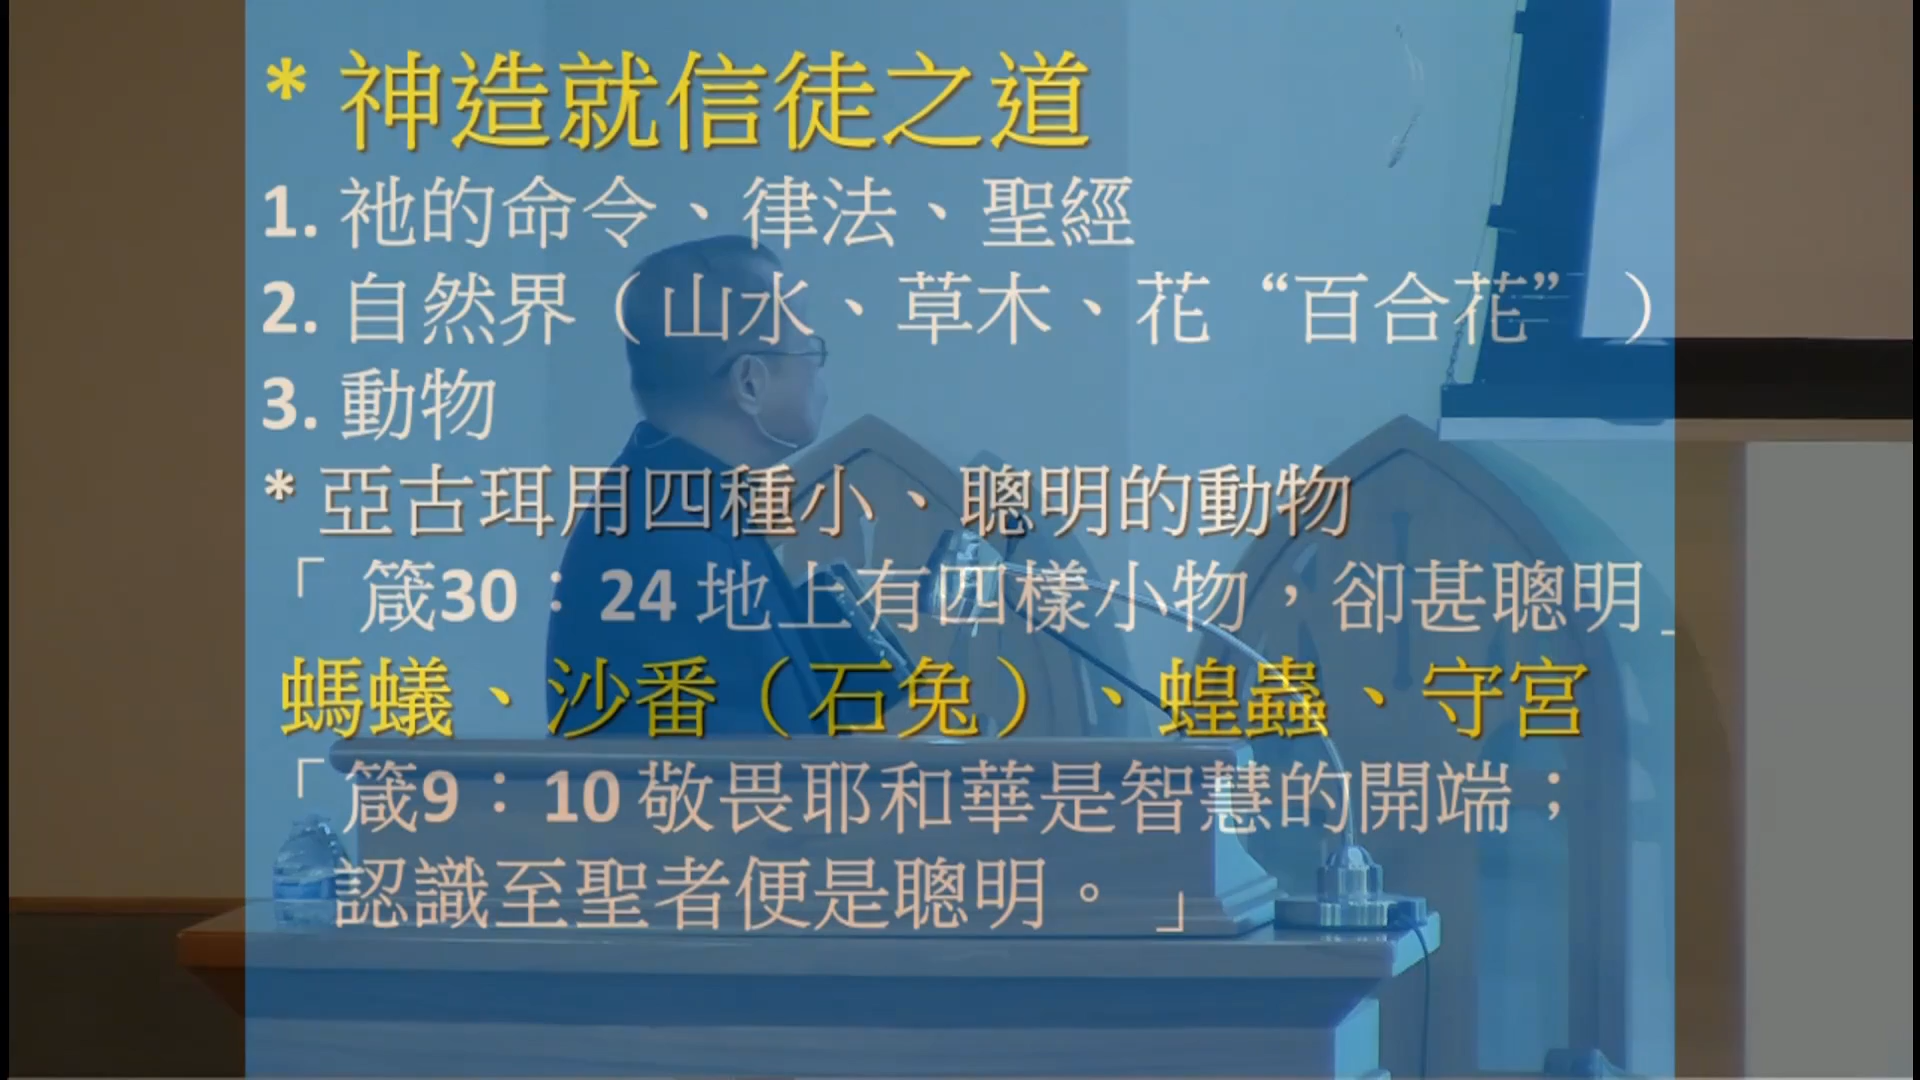 * 神造就信徒之道
1. 祂的命令、律法、聖經
2. 自然界（山水、草木、花“百合花”）
3. 動物
* 亞古珥用四種小、聰明的動物
「 箴30：24 地上有四樣小物，卻甚聰明」
螞蟻、沙番（石兔）、蝗蟲、守宮
「箴9：10 敬畏耶和華是智慧的開端；
認識至聖者便是聰明。」